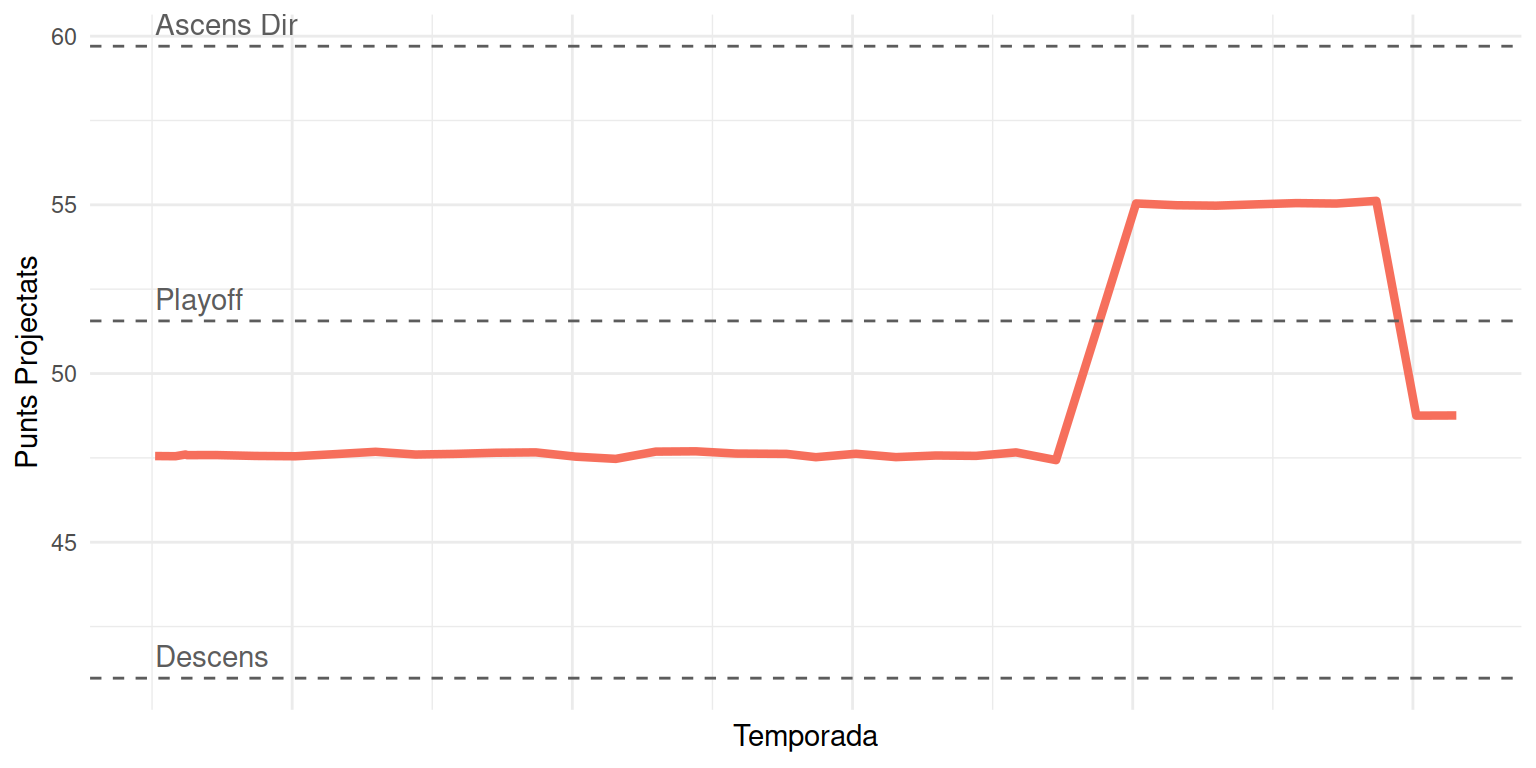 Ascens Dir
60
55
Playoff
50
45
Descens
Punts Projectats
Temporada